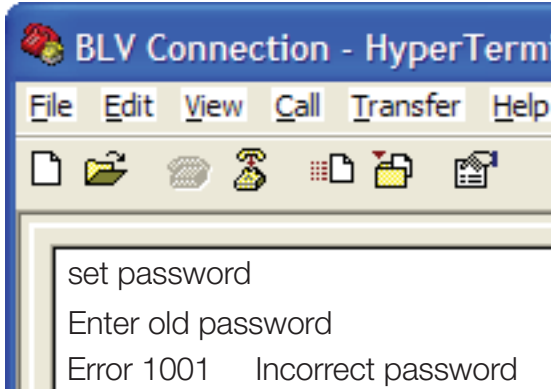 BLV Connection - HyperTermi
File Edit View Call Transfer Help
set password
Enter old password
Error 1001 Incorrect password